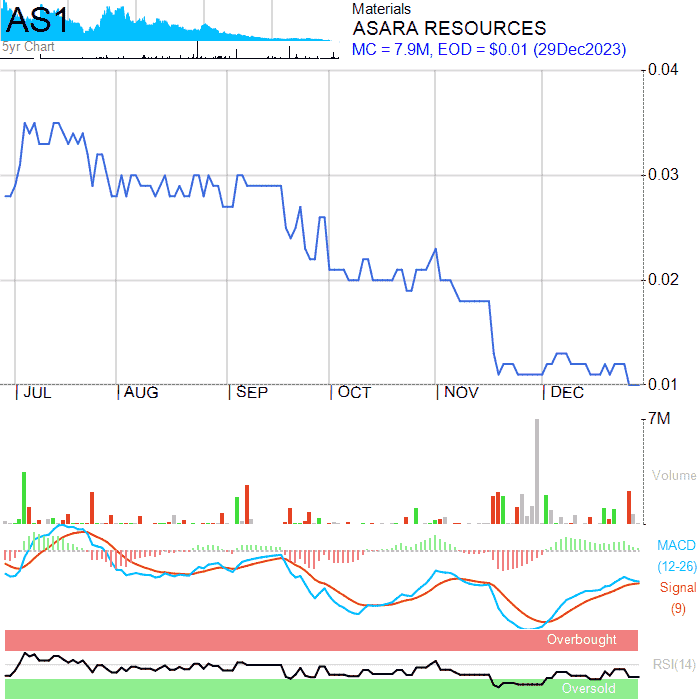 AS1
5yr Chart
Materials
ASARA RESOURCES
MC = 7.9M, EOD = $0.01 (29Dec2023)
0.04
0.03
0.02
0.01
JUL AUG SEP OCT NOV DEC
7M
Volume
MACD
(12-26)
Signal
(9)
Overbought
RSI(14)
Oversold